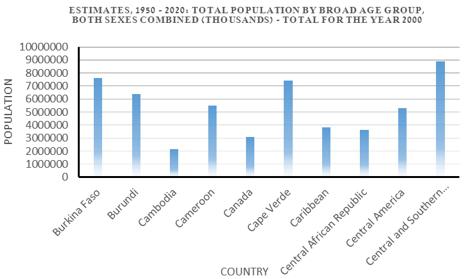 ESTIMATES, 1950 - 2020: TOTAL POPULATION BY BROAD AGE GROUP,
BOTH SEXES COMBINED (THOUSANDS) - TOTAL FOR THE YEAR 2000
POPULATION
10000000
9000000
8000000
7000000
6000000
5000000
4000000
3000000
2000000
1000000
0
Burkina Faso
Burundi
Cambodia
Cameroon
Canada
Cape Verde
Caribbean
Central African Republic
Central America
Central and Southern...
COUNTRY